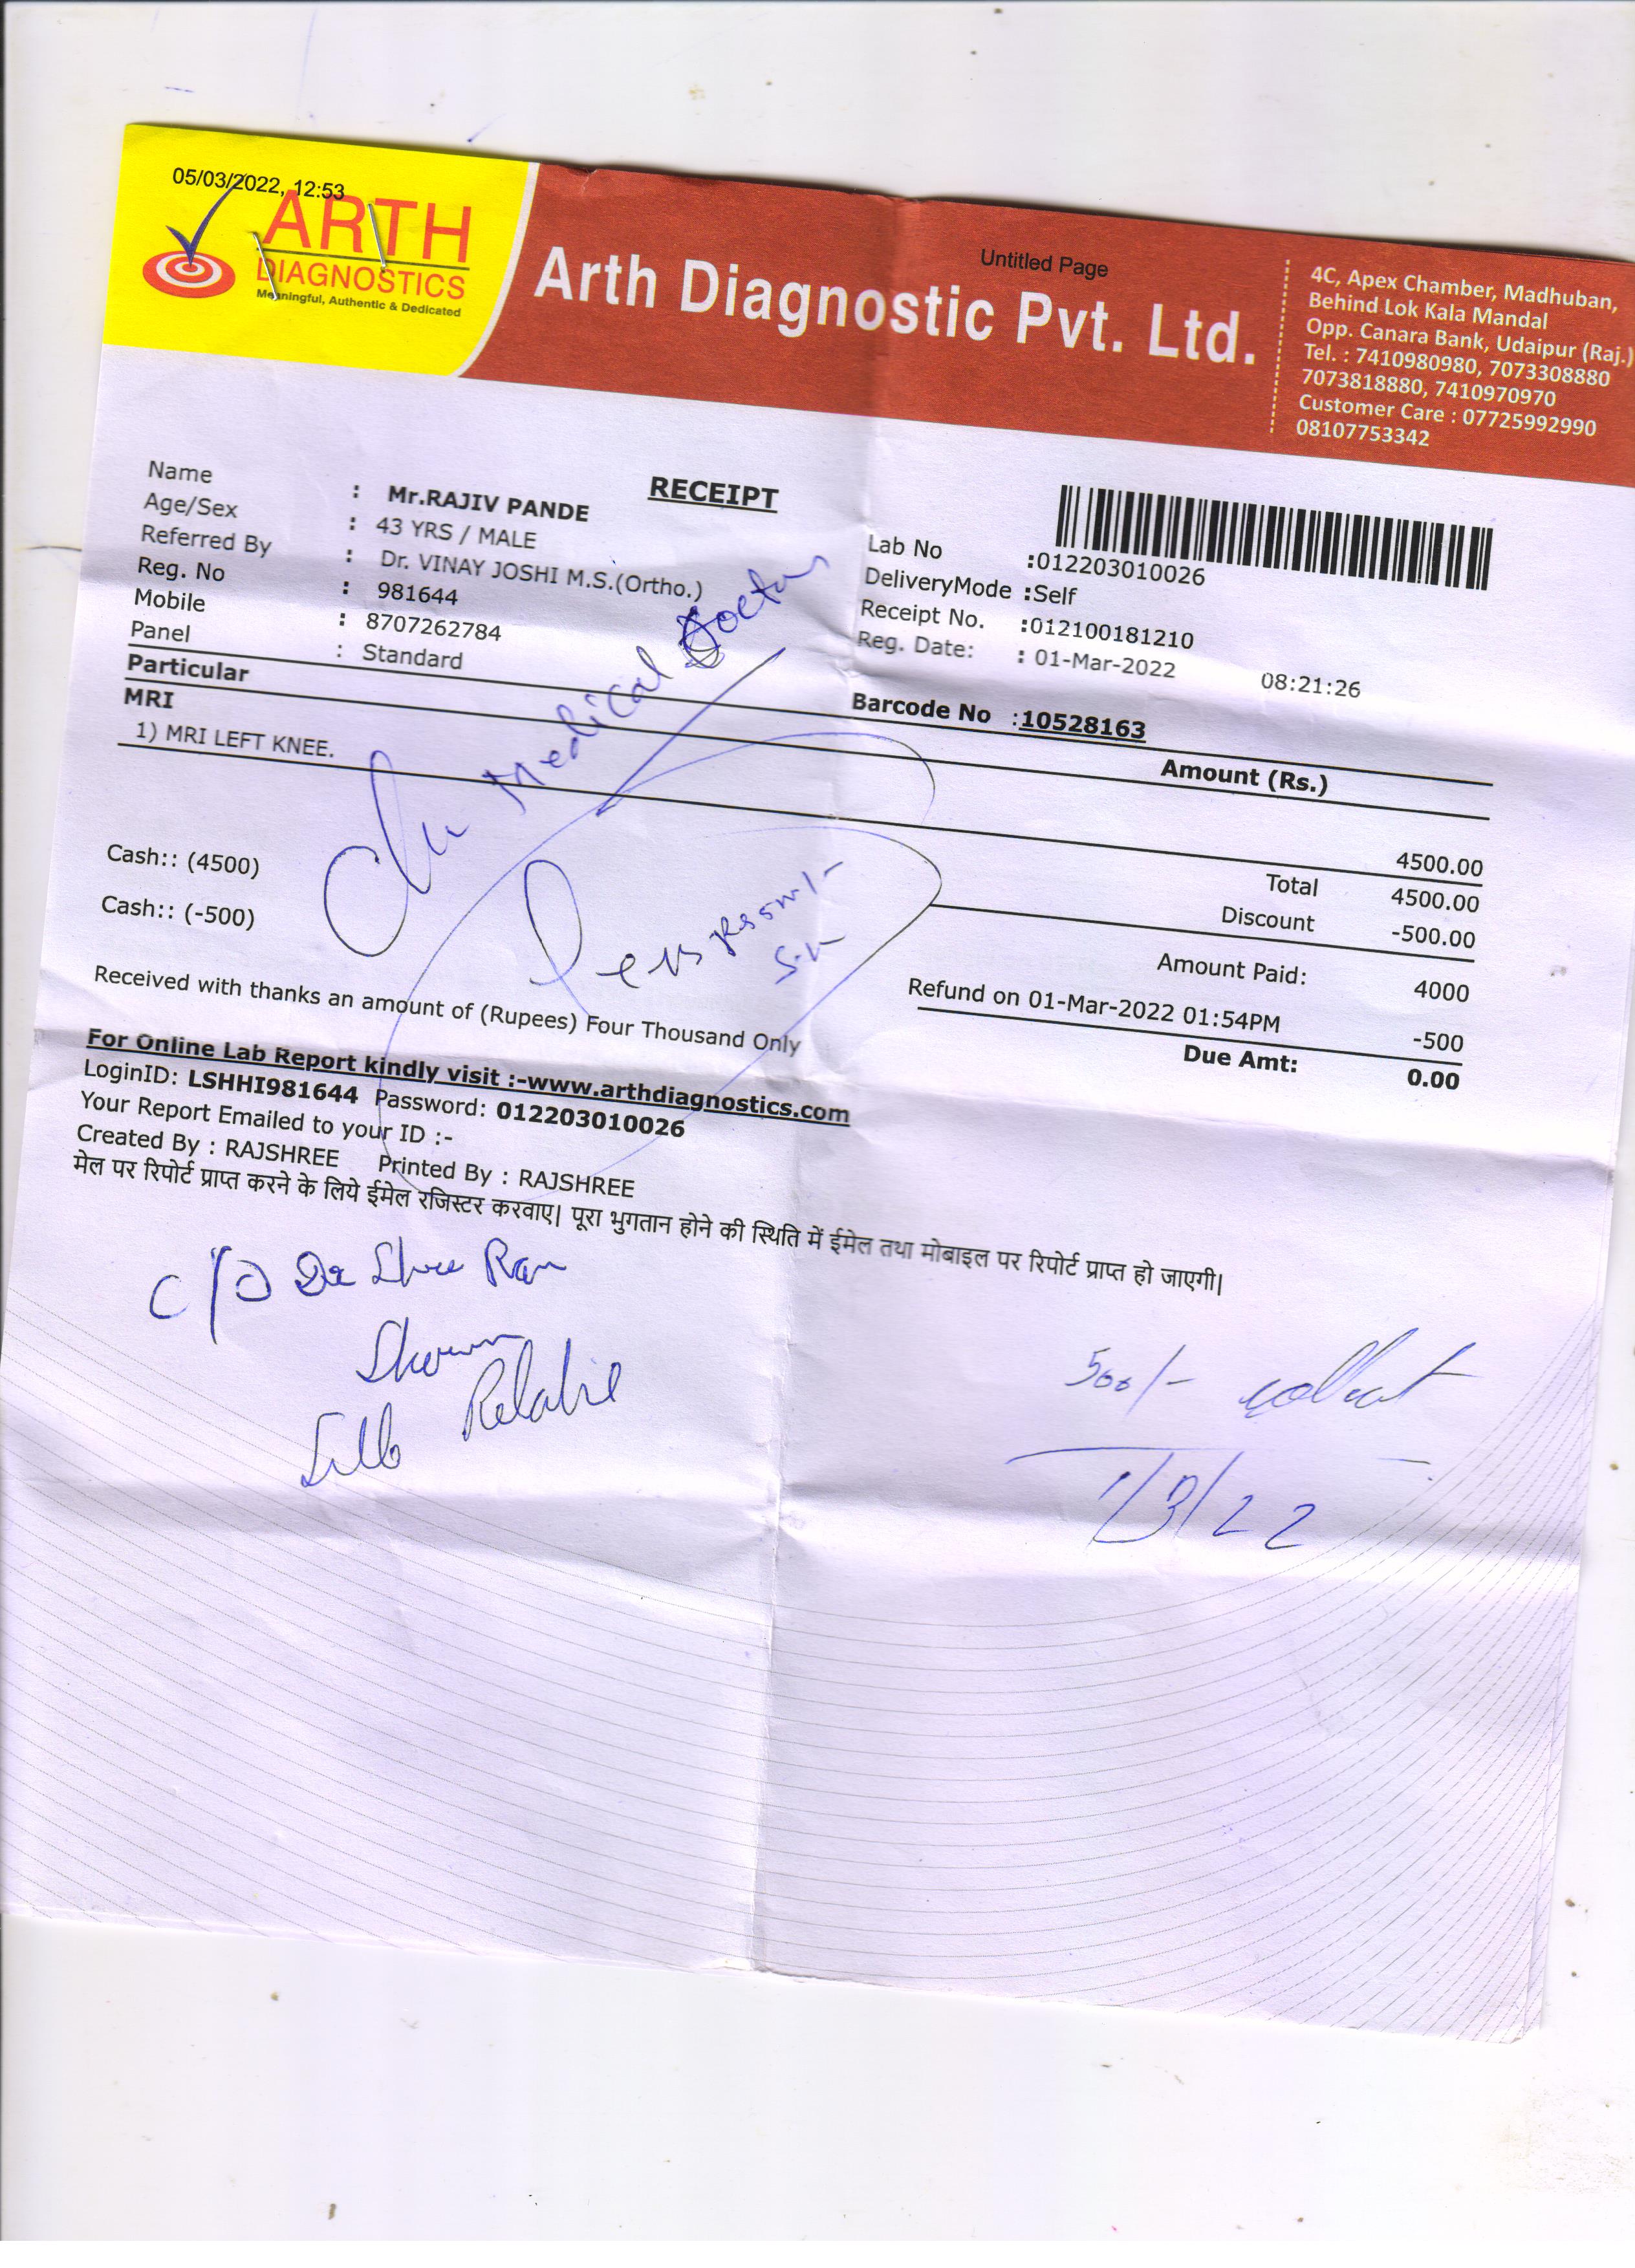 05/03/2022, 12:53
Untitled Page
ARTH
DIAGNOSTICS
Meaningful, Authentic & Dedicated
Arth Diagnostic Pvt. Ltd.
4C, Apex Chamber, Madhuban,
Behind Lok Kala Mandal
Opp. Canara Bank, Udaipur (Raj.)
Tel. : 7410980980, 7073308880
7073818880, 7410970970
Customer Care : 07725992990
08107753342
RECEIPT
Name : Mr.RAJIV PANDE
Age/Sex : 43 YRS / MALE
Referred By : Dr. VINAY JOSHI M.S.(Ortho.)
Reg. No : 981644
Mobile : 8707262784
Panel : Standard
Lab No :012203010026
DeliveryMode :Self
Receipt No. :012100181210
Reg. Date: : 01-Mar-2022 08:21:26
Barcode No :10528163
Particular Amount (Rs.)
MRI
1) MRI LEFT KNEE. 4500.00
Medical Doctor
Total 4500.00
Discount -500.00
Amount Paid: 4000
Refund on 01-Mar-2022 01:54PM -500
Due Amt: 0.00
Cash:: (4500)
Cash:: (-500)
Received with thanks an amount of (Rupees) Four Thousand Only
For Online Lab Report kindly visit :-www.arthdiagnostics.com
LoginID: LSHHI981644 Password: 012203010026
Your Report Emailed to your ID :-
Created By : RAJSHREE Printed By : RAJSHREE
मेल पर रिपोर्ट प्राप्त करने के लिये ईमेल रजिस्टर करवाए। पूरा भुगतान होने की स्थिति में ईमेल तथा मोबाइल पर रिपोर्ट प्राप्त हो जाएगी।
C/O Shree Ram
500/-
1/3/22